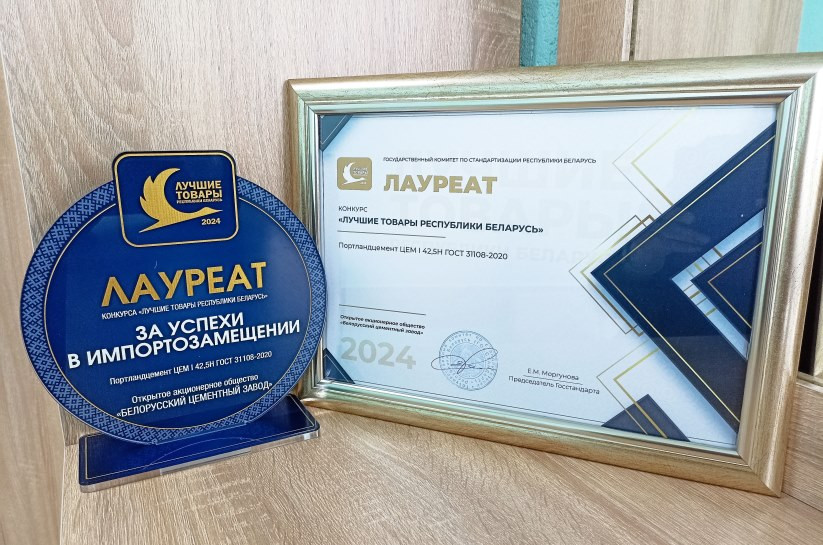 ЛУЧШИЕ
ТОВАРЫ
РЕСПУБЛИКИ БЕЛАРУСЬ
2024
ЛАУРЕАТ
КОНКУРСА «ЛУЧШИЕ ТОВАРЫ РЕСПУБЛИКИ БЕЛАРУСЬ»
ЗА УСПЕХИ
В ИМПОРТОЗАМЕЩЕНИИ
Портландцемент ЦЕМ I 42,5Н ГОСТ 31108-2020
Открытое акционерное общество
«БЕЛОРУССКИЙ ЦЕМЕНТНЫЙ ЗАВОД»
ГОСУДАРСТВЕННЫЙ КОМИТЕТ ПО СТАНДАРТИЗАЦИИ РЕСПУБЛИКИ БЕЛАРУСЬ
ЛАУРЕАТ
КОНКУРС
«ЛУЧШИЕ ТОВАРЫ РЕСПУБЛИКИ БЕЛАРУСЬ»
Портландцемент ЦЕМ I 42,5Н ГОСТ 31108-2020
Открытое акционерное общество
«Белорусский цементный завод»
2024
Е.М. Моргунова
Председатель Госстандарта